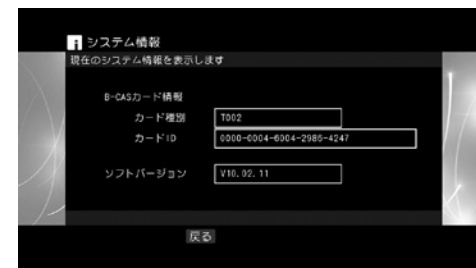 i システム情報
現在のシステム情報を表示します
B-CASカード情報
カード種別 T002
カードID 0000-0004-6004-2986-4247
ソフトバージョン V10.02.11
戻る